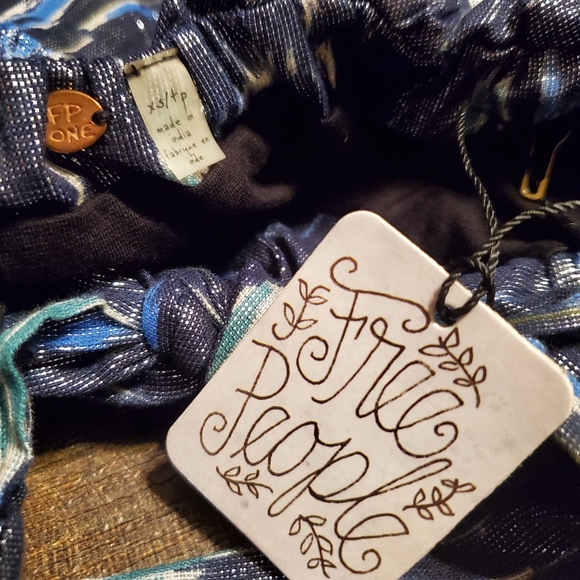 FP
ONE
xs/tp
made in
india
fabriqué en
inde
Free
People